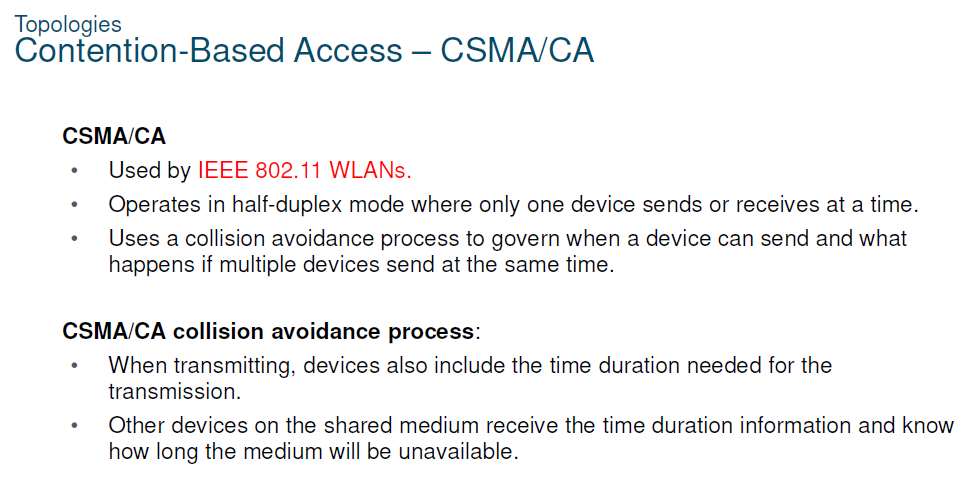 Topologies
Contention-Based Access – CSMA/CA
CSMA/CA
• Used by IEEE 802.11 WLANs.
• Operates in half-duplex mode where only one device sends or receives at a time.
• Uses a collision avoidance process to govern when a device can send and what
happens if multiple devices send at the same time.
CSMA/CA collision avoidance process:
• When transmitting, devices also include the time duration needed for the
transmission.
• Other devices on the shared medium receive the time duration information and know
how long the medium will be unavailable.